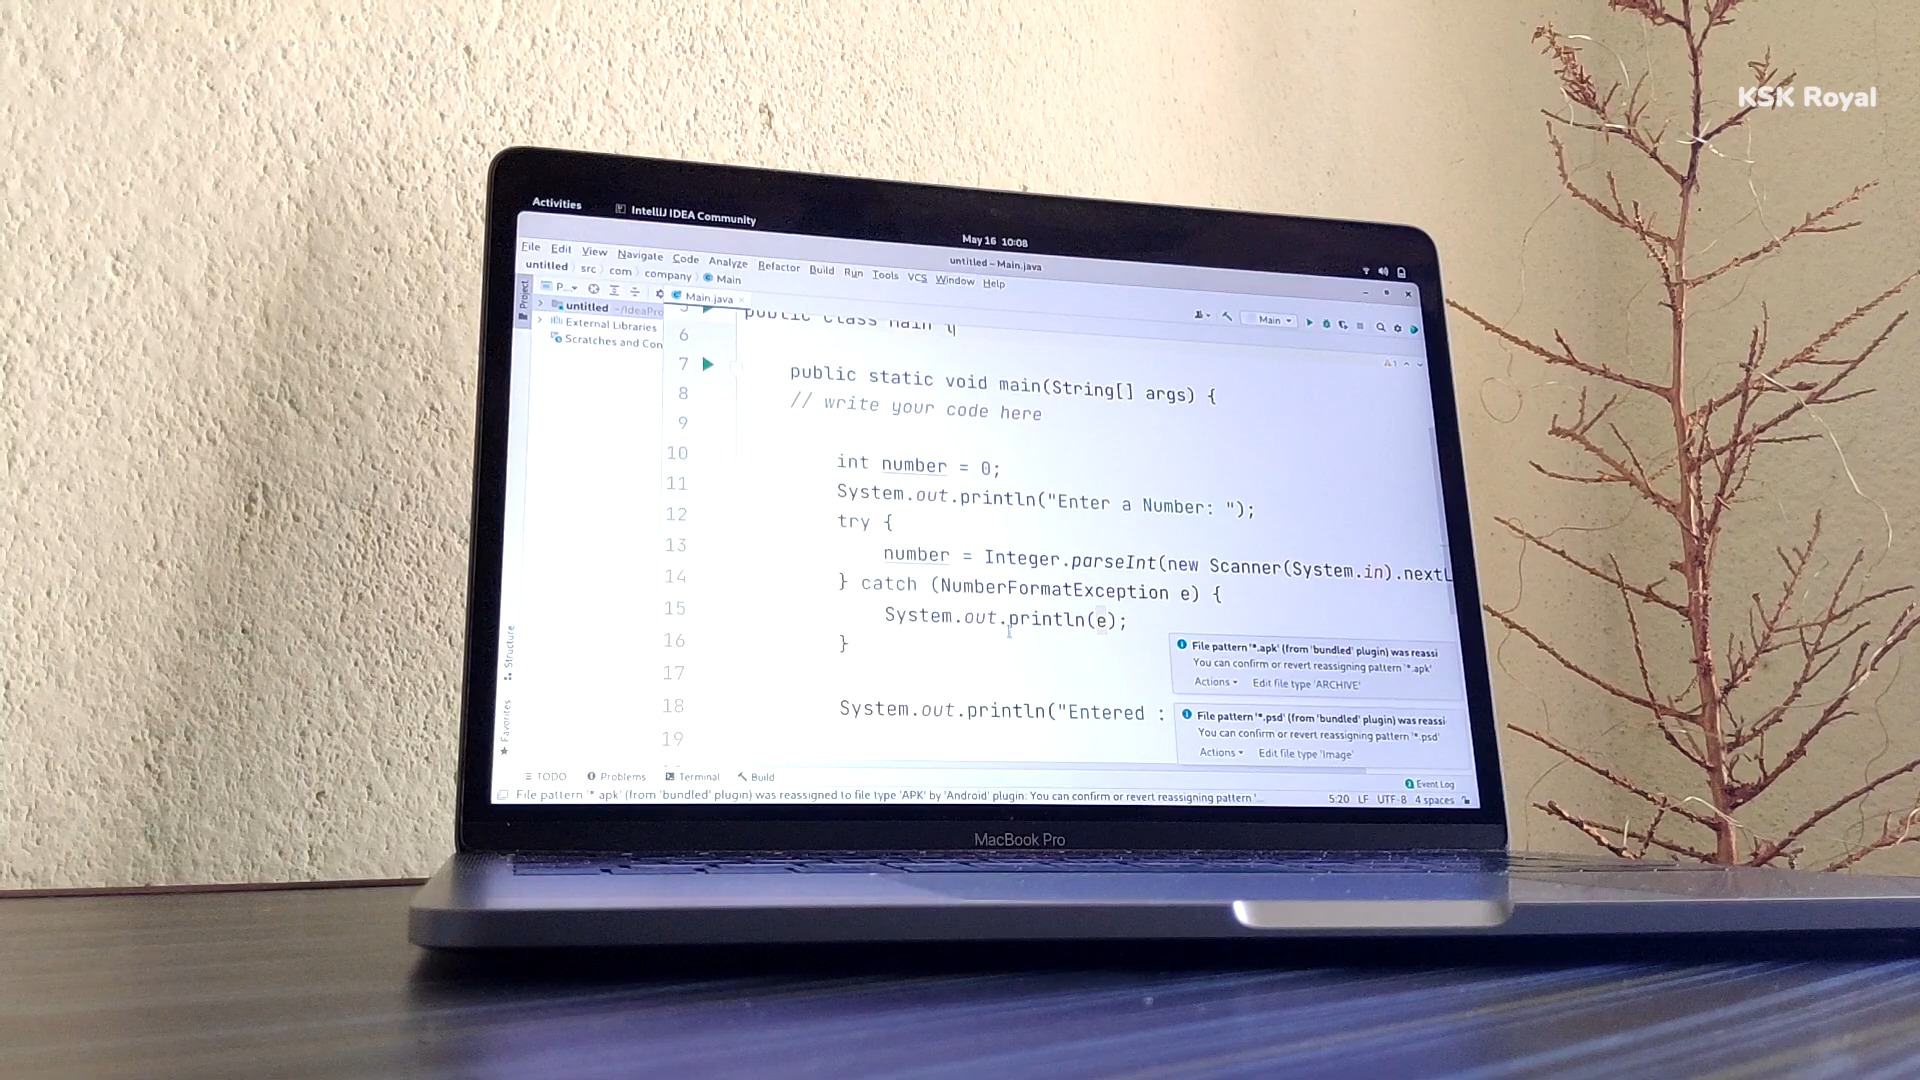 KSK Royal
Activities
IntelliJ IDEA Community
May 16 10:08
untitled – Main.java
File Edit View Navigate Code Analyze Refactor Build Run Tools VCS Window Help
untitled src com company Main
Project
P...
Main.java
Main
untitled ~/IdeaPro
External Libraries
Scratches and Con
5 public class Main {
6
7 public static void main(String[] args) {
8 // write your code here
9
10 int number = 0;
11 System.out.println("Enter a Number: ");
12 try {
13 number = Integer.parseInt(new Scanner(System.in).nextL
14 } catch (NumberFormatException e) {
15 System.out.println(e);
16 }
17
18 System.out.println("Entered :
19
1
File pattern '*.apk' (from 'bundled' plugin) was reassi
You can confirm or revert reassigning pattern '*.apk'
Actions Edit file type 'ARCHIVE'
File pattern '*.psd' (from 'bundled' plugin) was reassi
You can confirm or revert reassigning pattern '*.psd'
Actions Edit file type 'Image'
Structure
Favorites
TODO Problems Terminal Build
Event Log
File pattern '*.apk' (from 'bundled' plugin) was reassigned to file type 'APK' by 'Android' plugin: You can confirm or revert reassigning pattern '...
5:20 LF UTF-8 4 spaces
MacBook Pro